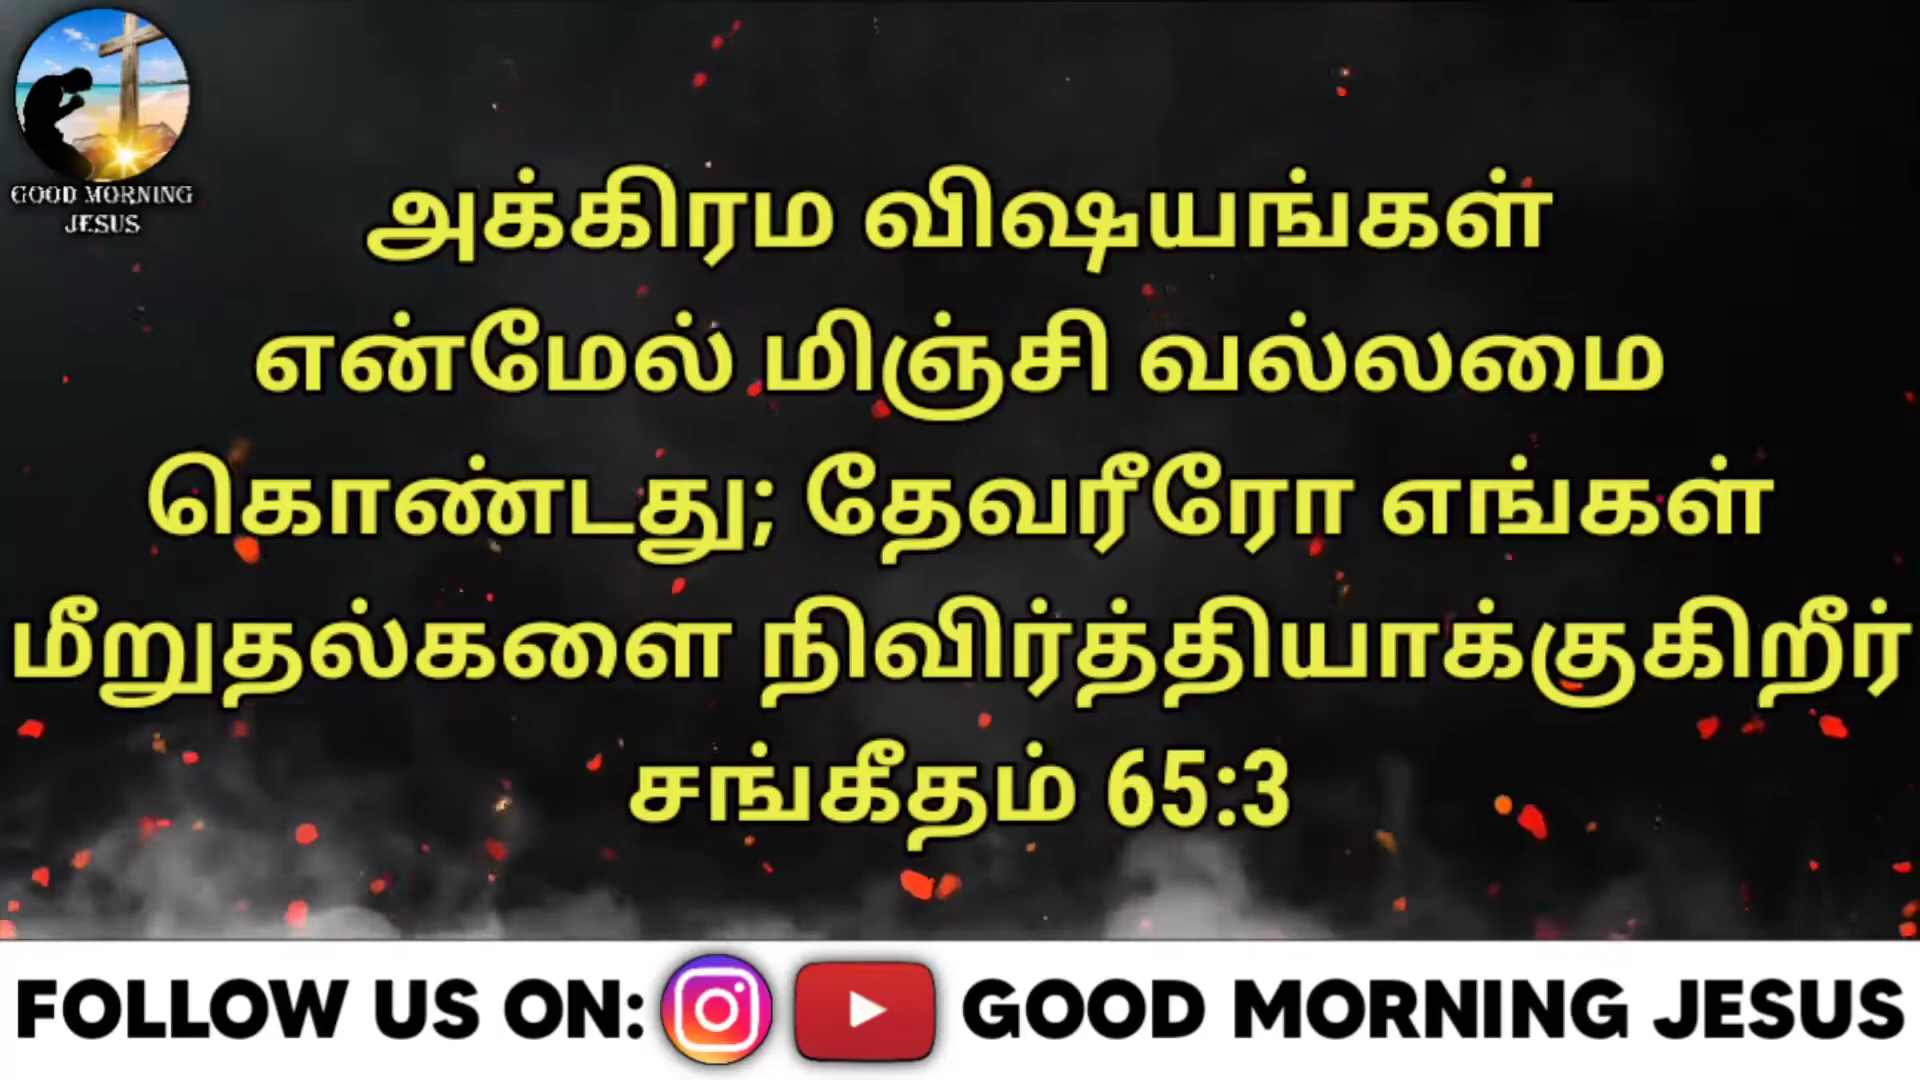 GOOD MORNING
JESUS
அக்கிரம விஷயங்கள்
என்மேல் மிஞ்சி வல்லமை
கொண்டது; தேவரீரோ எங்கள்
மீறுதல்களை நிவிர்த்தியாக்குகிறீர்
சங்கீதம் 65:3
FOLLOW US ON: GOOD MORNING JESUS